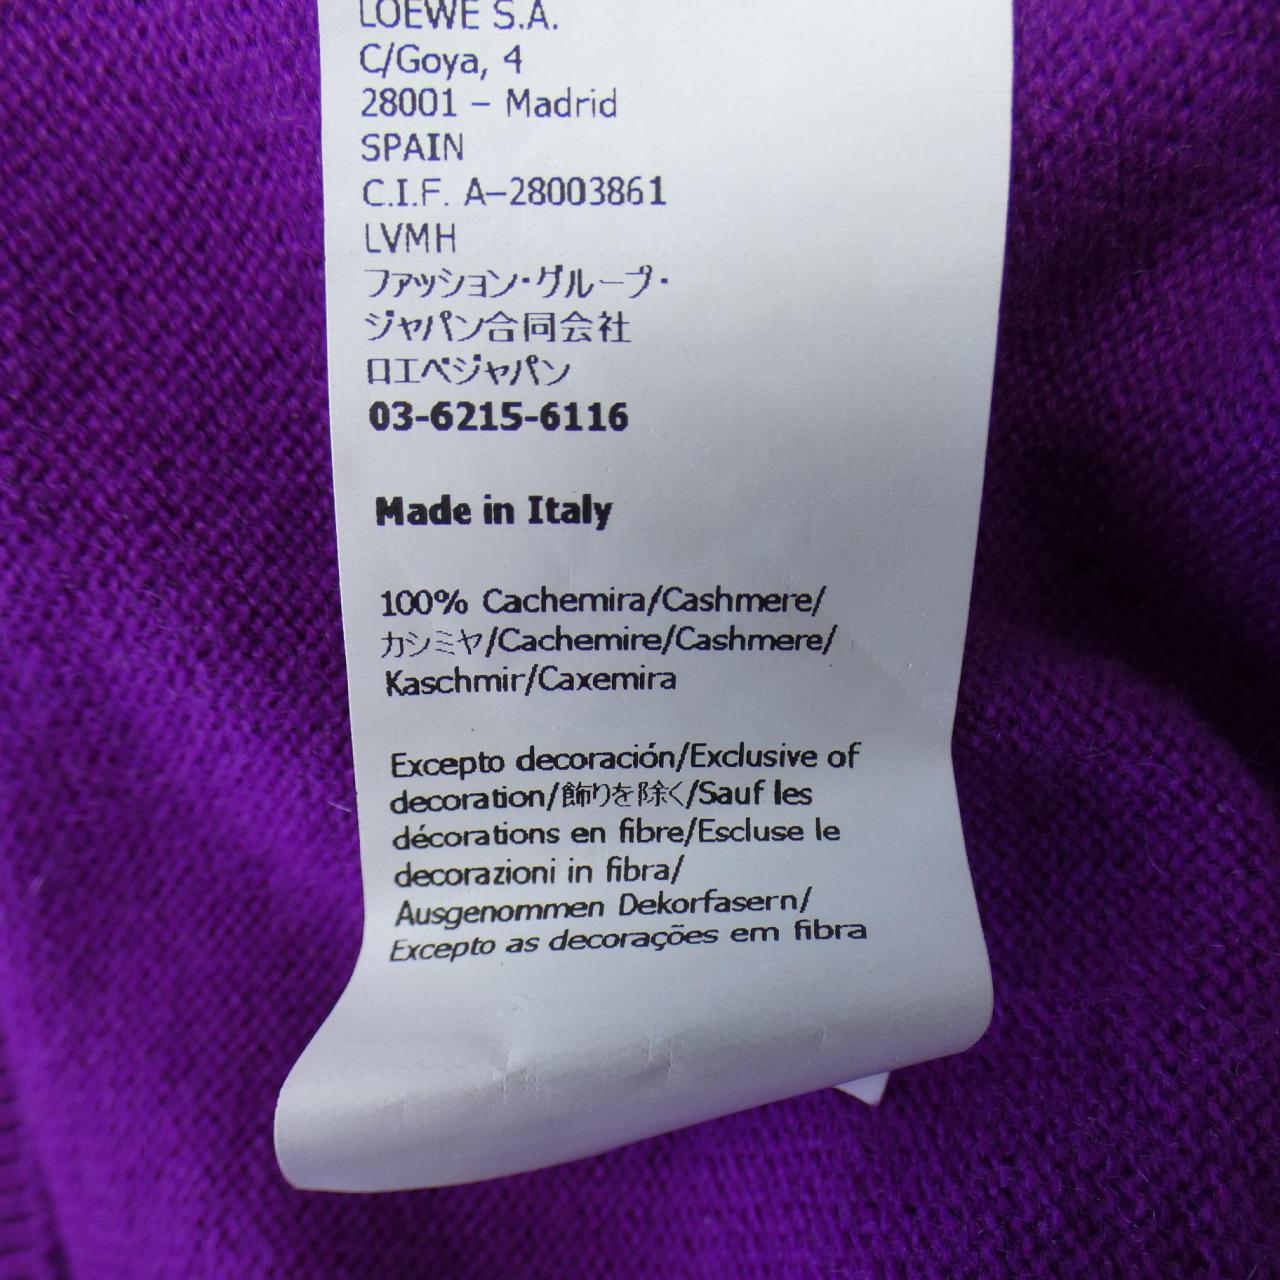 LOEWE S.A.
C/Goya, 4
28001 – Madrid
SPAIN
C.I.F. A–28003861
LVMH
ファッション・グループ・
ジャパン合同会社
ロエベジャパン
03-6215-6116
Made in Italy
100% Cachemira/Cashmere/
カシミヤ/Cachemire/Cashmere/
Kaschmir/Caxemira
Excepto decoración/Exclusive of
decoration/飾りを除く/Sauf les
décorations en fibre/Escluse le
decorazioni in fibra/
Ausgenommen Dekorfasern/
Excepto as decorações em fibra